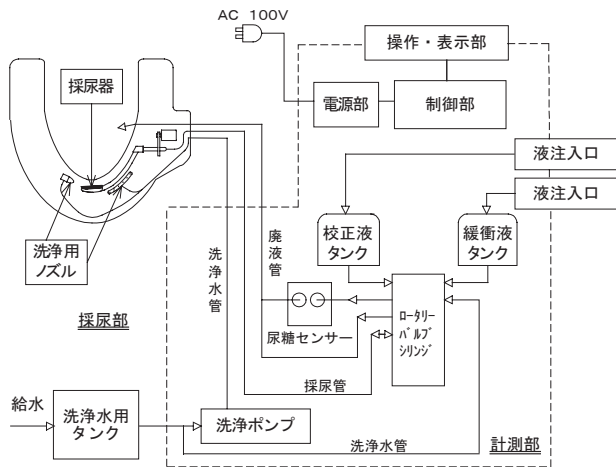 AC 100V
操作・表示部
採尿器
電源部
制御部
液注入口
液注入口
校正液
タンク
緩衝液
タンク
洗浄用
ノズル
洗浄水管
廃液管
ﾛｰﾀﾘｰ
ﾊﾞﾙﾌﾞ
ｼﾘﾝｼﾞ
尿糖センサー
採尿部
採尿管
給水
洗浄水用
タンク
洗浄ポンプ
洗浄水管
計測部